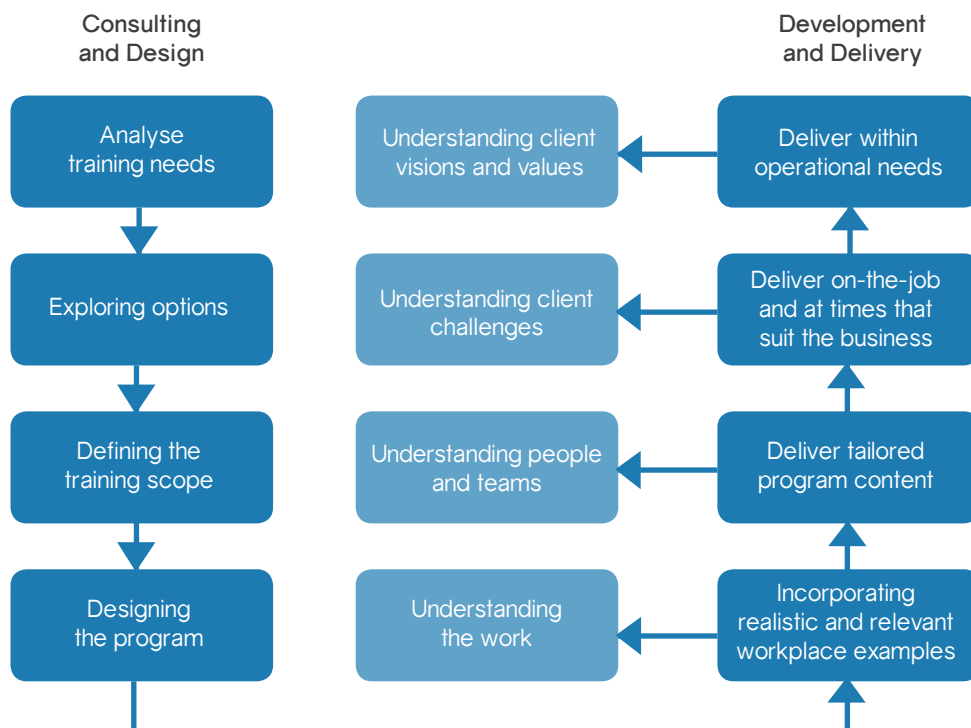 Consulting
and Design
Development
and Delivery
Analyse
training needs
Understanding client
visions and values
Deliver within
operational needs
Exploring options
Understanding client
challenges
Deliver on-the-job
and at times that
suit the business
Defining the
training scope
Understanding people
and teams
Deliver tailored
program content
Designing
the program
Understanding
the work
Incorporating
realistic and relevant
workplace examples